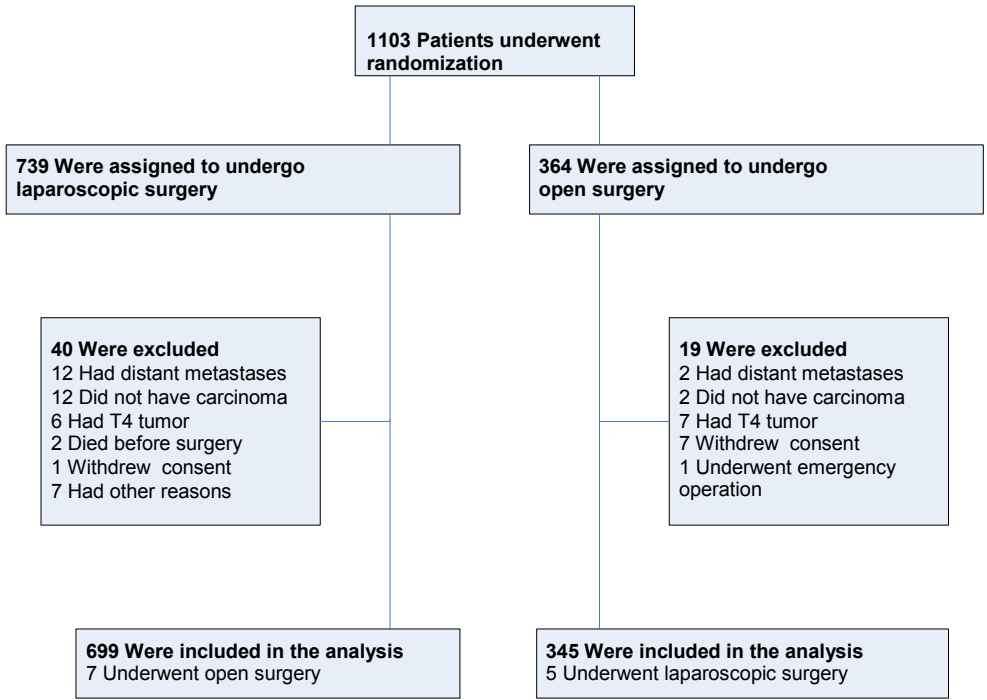 1103 Patients underwent
randomization
739 Were assigned to undergo
laparoscopic surgery
364 Were assigned to undergo
open surgery
40 Were excluded
12 Had distant metastases
12 Did not have carcinoma
6 Had T4 tumor
2 Died before surgery
1 Withdrew  consent
7 Had other reasons
19 Were excluded
2 Had distant metastases
2 Did not have carcinoma
7 Had T4 tumor
7 Withdrew consent
1 Underwent emergency
operation
699 Were included in the analysis
7 Underwent open surgery
345 Were included in the analysis
5 Underwent laparoscopic surgery